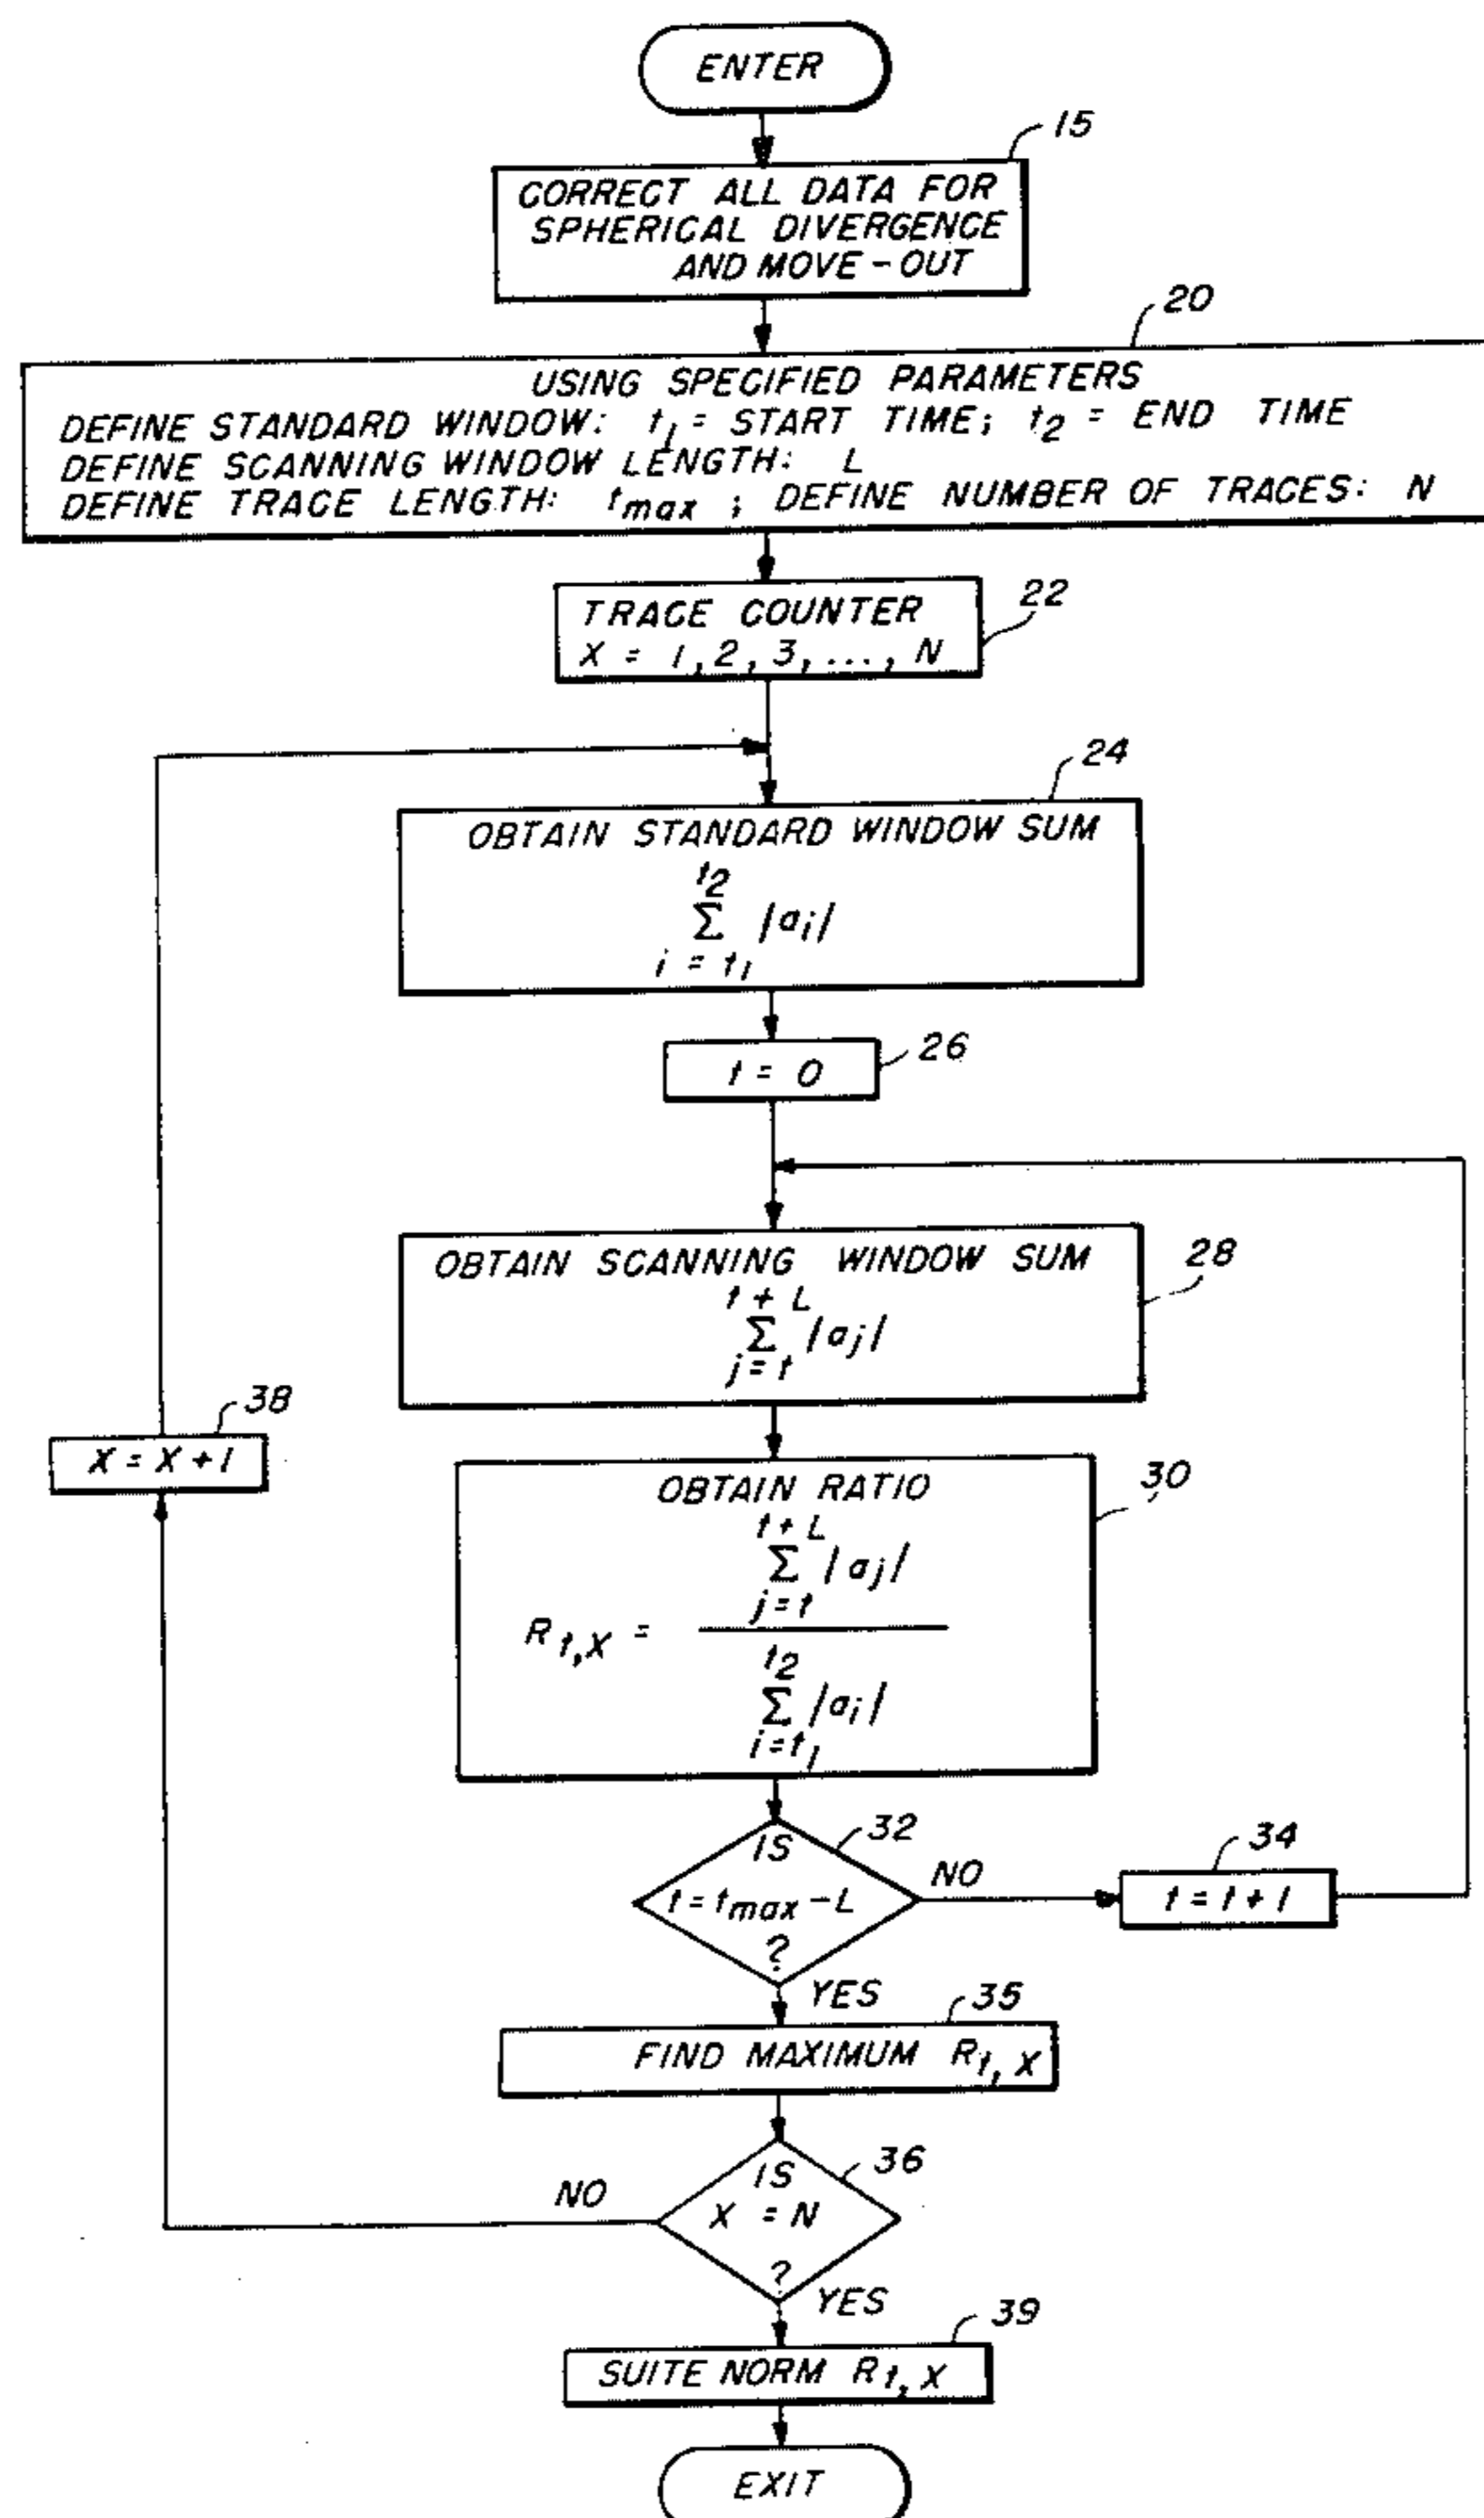 ENTER
15
CORRECT ALL DATA FOR
SPHERICAL DIVERGENCE
AND MOVE-OUT
20
USING SPECIFIED PARAMETERS
DEFINE STANDARD WINDOW: t1 = START TIME; t2 = END TIME
DEFINE SCANNING WINDOW LENGTH: L
DEFINE TRACE LENGTH: tmax ; DEFINE NUMBER OF TRACES: N
TRACE COUNTER
X = 1, 2, 3, ..., N
22
24
OBTAIN STANDARD WINDOW SUM
t2
Σ |ai|
i = t1
t = 0
26
OBTAIN SCANNING WINDOW SUM
t + L
Σ |aj|
j = t
28
38
X = X + 1
OBTAIN RATIO
t + L
Σ |aj|
j = t
Rt,X =
t2
Σ |ai|
i = t1
30
IS
t = tmax - L
?
32
NO
34
t = t + 1
YES
35
FIND MAXIMUM Rt,X
IS
X = N
?
36
NO
YES
39
SUITE NORM Rt,X
EXIT